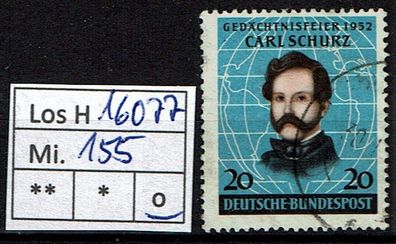 Los H 16077
Mi. 155
** * o
GEDÄCHTNISFEIER 1952
CARL SCHURZ
20 20
DEUTSCHE BUNDESPOST